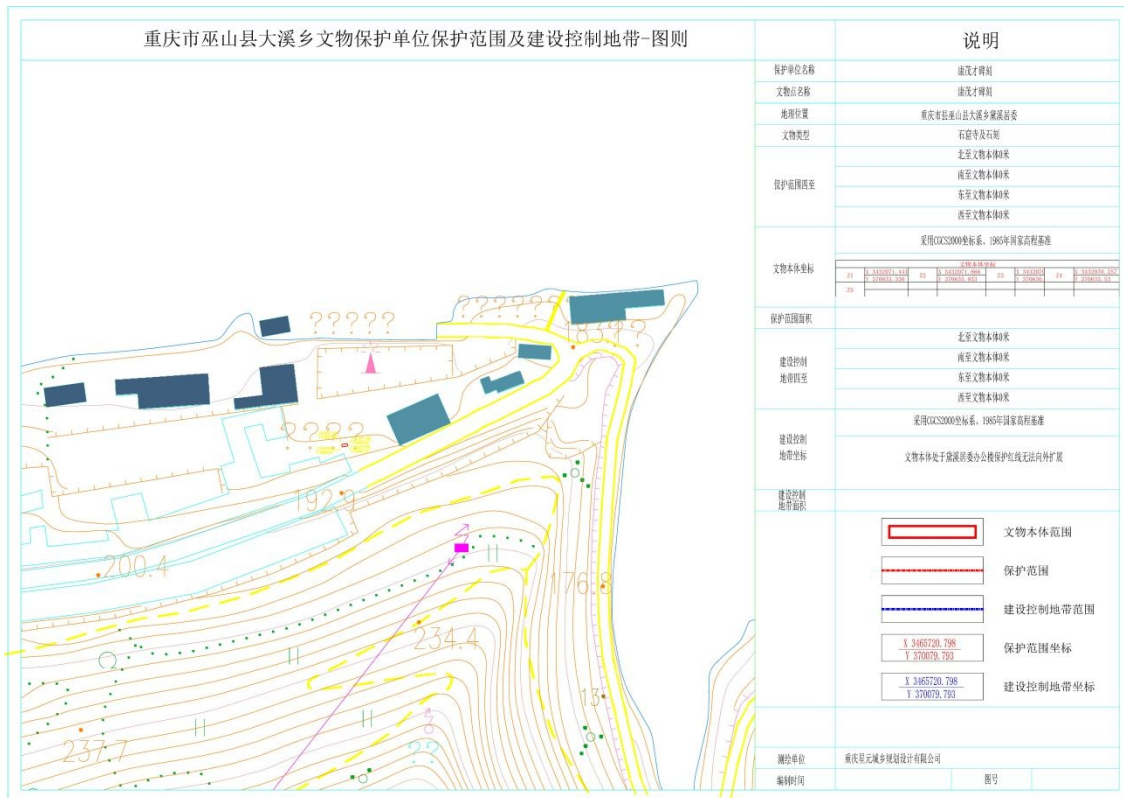 重庆市巫山县大溪乡文物保护单位保护范围及建设控制地带-图则
说明
保护单位名称
康茂才碑刻
文物点名称
康茂才碑刻
地理位置
重庆市县巫山县大溪乡黛溪居委
文物类型
石窟寺及石刻
保护范围四至
北至文物本体0米
南至文物本体0米
东至文物本体0米
西至文物本体0米
文物本体坐标
采用CGCS2000坐标系、1985年国家高程基准
文物本体坐标
Z1
Z2
Z3
Z4
Z5
保护范围面积
建设控制
地带四至
北至文物本体0米
南至文物本体0米
东至文物本体0米
西至文物本体0米
建设控制
地带坐标
采用CGCS2000坐标系、1985年国家高程基准
文物本体处于黛溪居委办公楼保护红线无法向外扩展
建设控制
地带面积
文物本体范围
保护范围
建设控制地带范围
X 3465720.798
Y 370079.793
保护范围坐标
X 3465720.798
Y 370079.793
建设控制地带坐标
测绘单位
重庆星元城乡规划设计有限公司
编制时间
图号
?????
???????
????
192.9
200.4
176.8
234.4
13
237.7
??